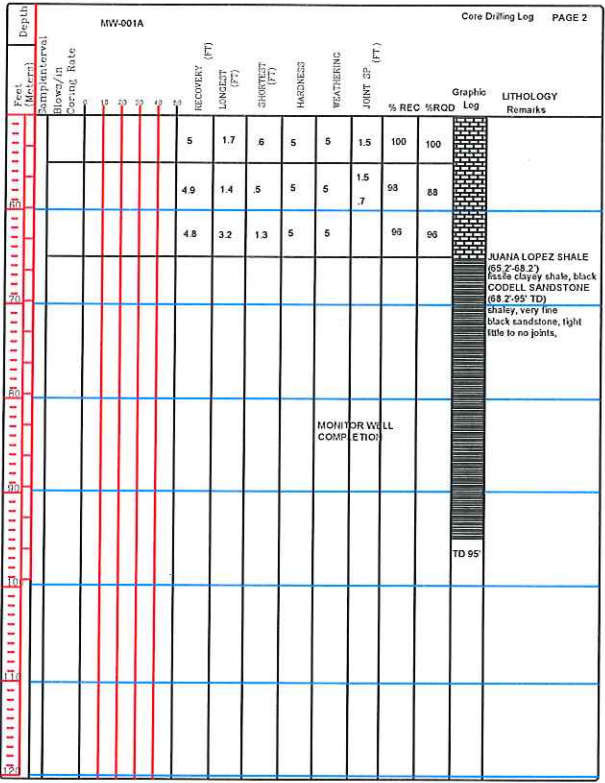 MW-001A
Core Drilling Log PAGE 2
Depth
Feet
(Meters)
Samplanterval
Blows/in
Coring Rate
0 10 20 30 40 50
RECOVERY (FT)
LONGEST (FT)
SHORTEST (FT)
HARDNESS
WEATHERING
JOINT SP. (FT)
% REC %RQD
Graphic Log
LITHOLOGY
Remarks
5 1.7 .6 5 5 1.5 100 100
4.9 1.4 .5 5 5 1.5 .7 98 88
60
4.8 3.2 1.3 5 5 96 96
JUANA LOPEZ SHALE
(65.2'-68.2')
fissile clayey shale, black
CODELL SANDSTONE
(68.2'-95' TD)
shaley, very fine
black sandstone, tight
little to no joints,
70
80
MONITOR WELL
COMPLETION
90
TD 95'
100
110
120